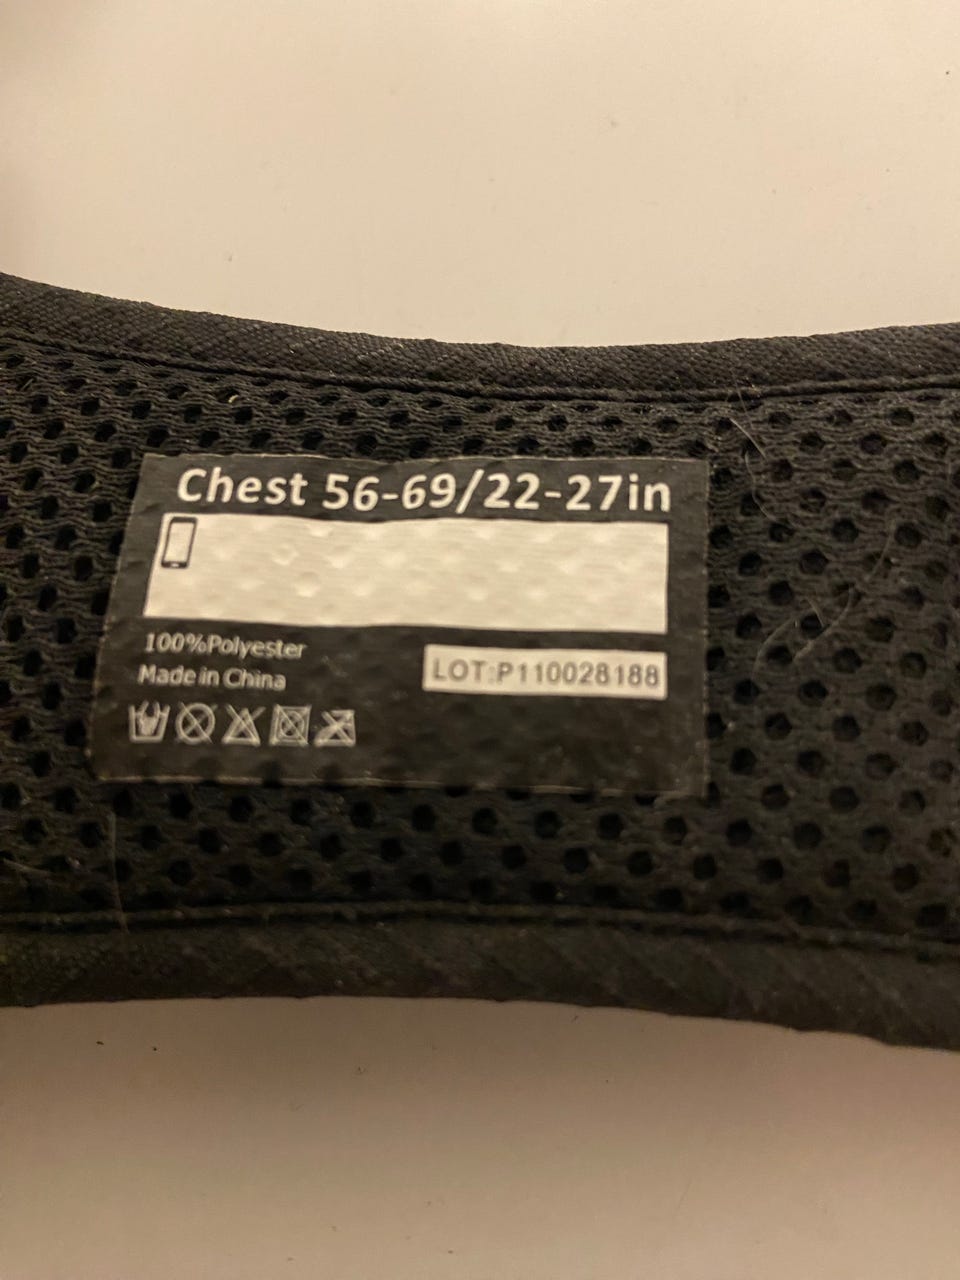 Chest 56-69/22-27in
100%Polyester
Made in China
LOT:P110028188